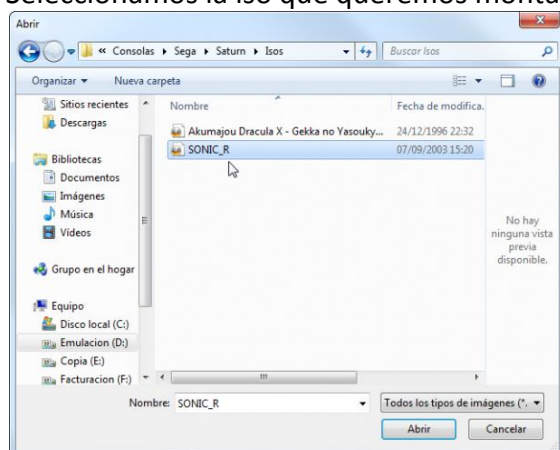 Seleccionamos la iso que queremos monta
Abrir
« Consolas ▸ Sega ▸ Saturn ▸ Isos
Buscar Isos
Organizar
Nueva carpeta
Sitios recientes
Descargas
Bibliotecas
Documentos
Imágenes
Música
Vídeos
Grupo en el hogar
Equipo
Disco local (C:)
Emulacion (D:)
Copia (E:)
Facturacion (F:)
Nombre Fecha de modifica.
Akumajou Dracula X - Gekka no Yasouky... 24/12/1996 22:32
SONIC_R 07/09/2003 15:20
No hay
ninguna vista
previa
disponible.
Nombre: SONIC_R Todos los tipos de imágenes (*.
Abrir Cancelar